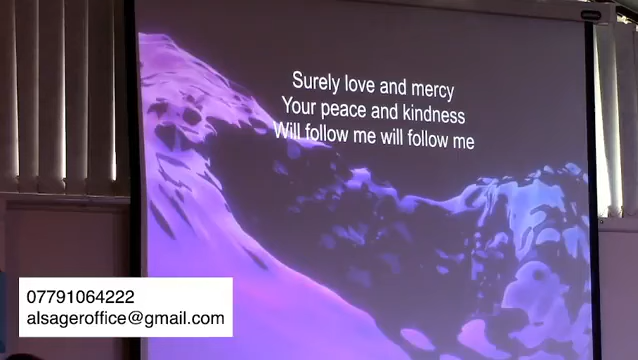 Surely love and mercy
Your peace and kindness
Will follow me will follow me
07791064222
alsageroffice@gmail.com